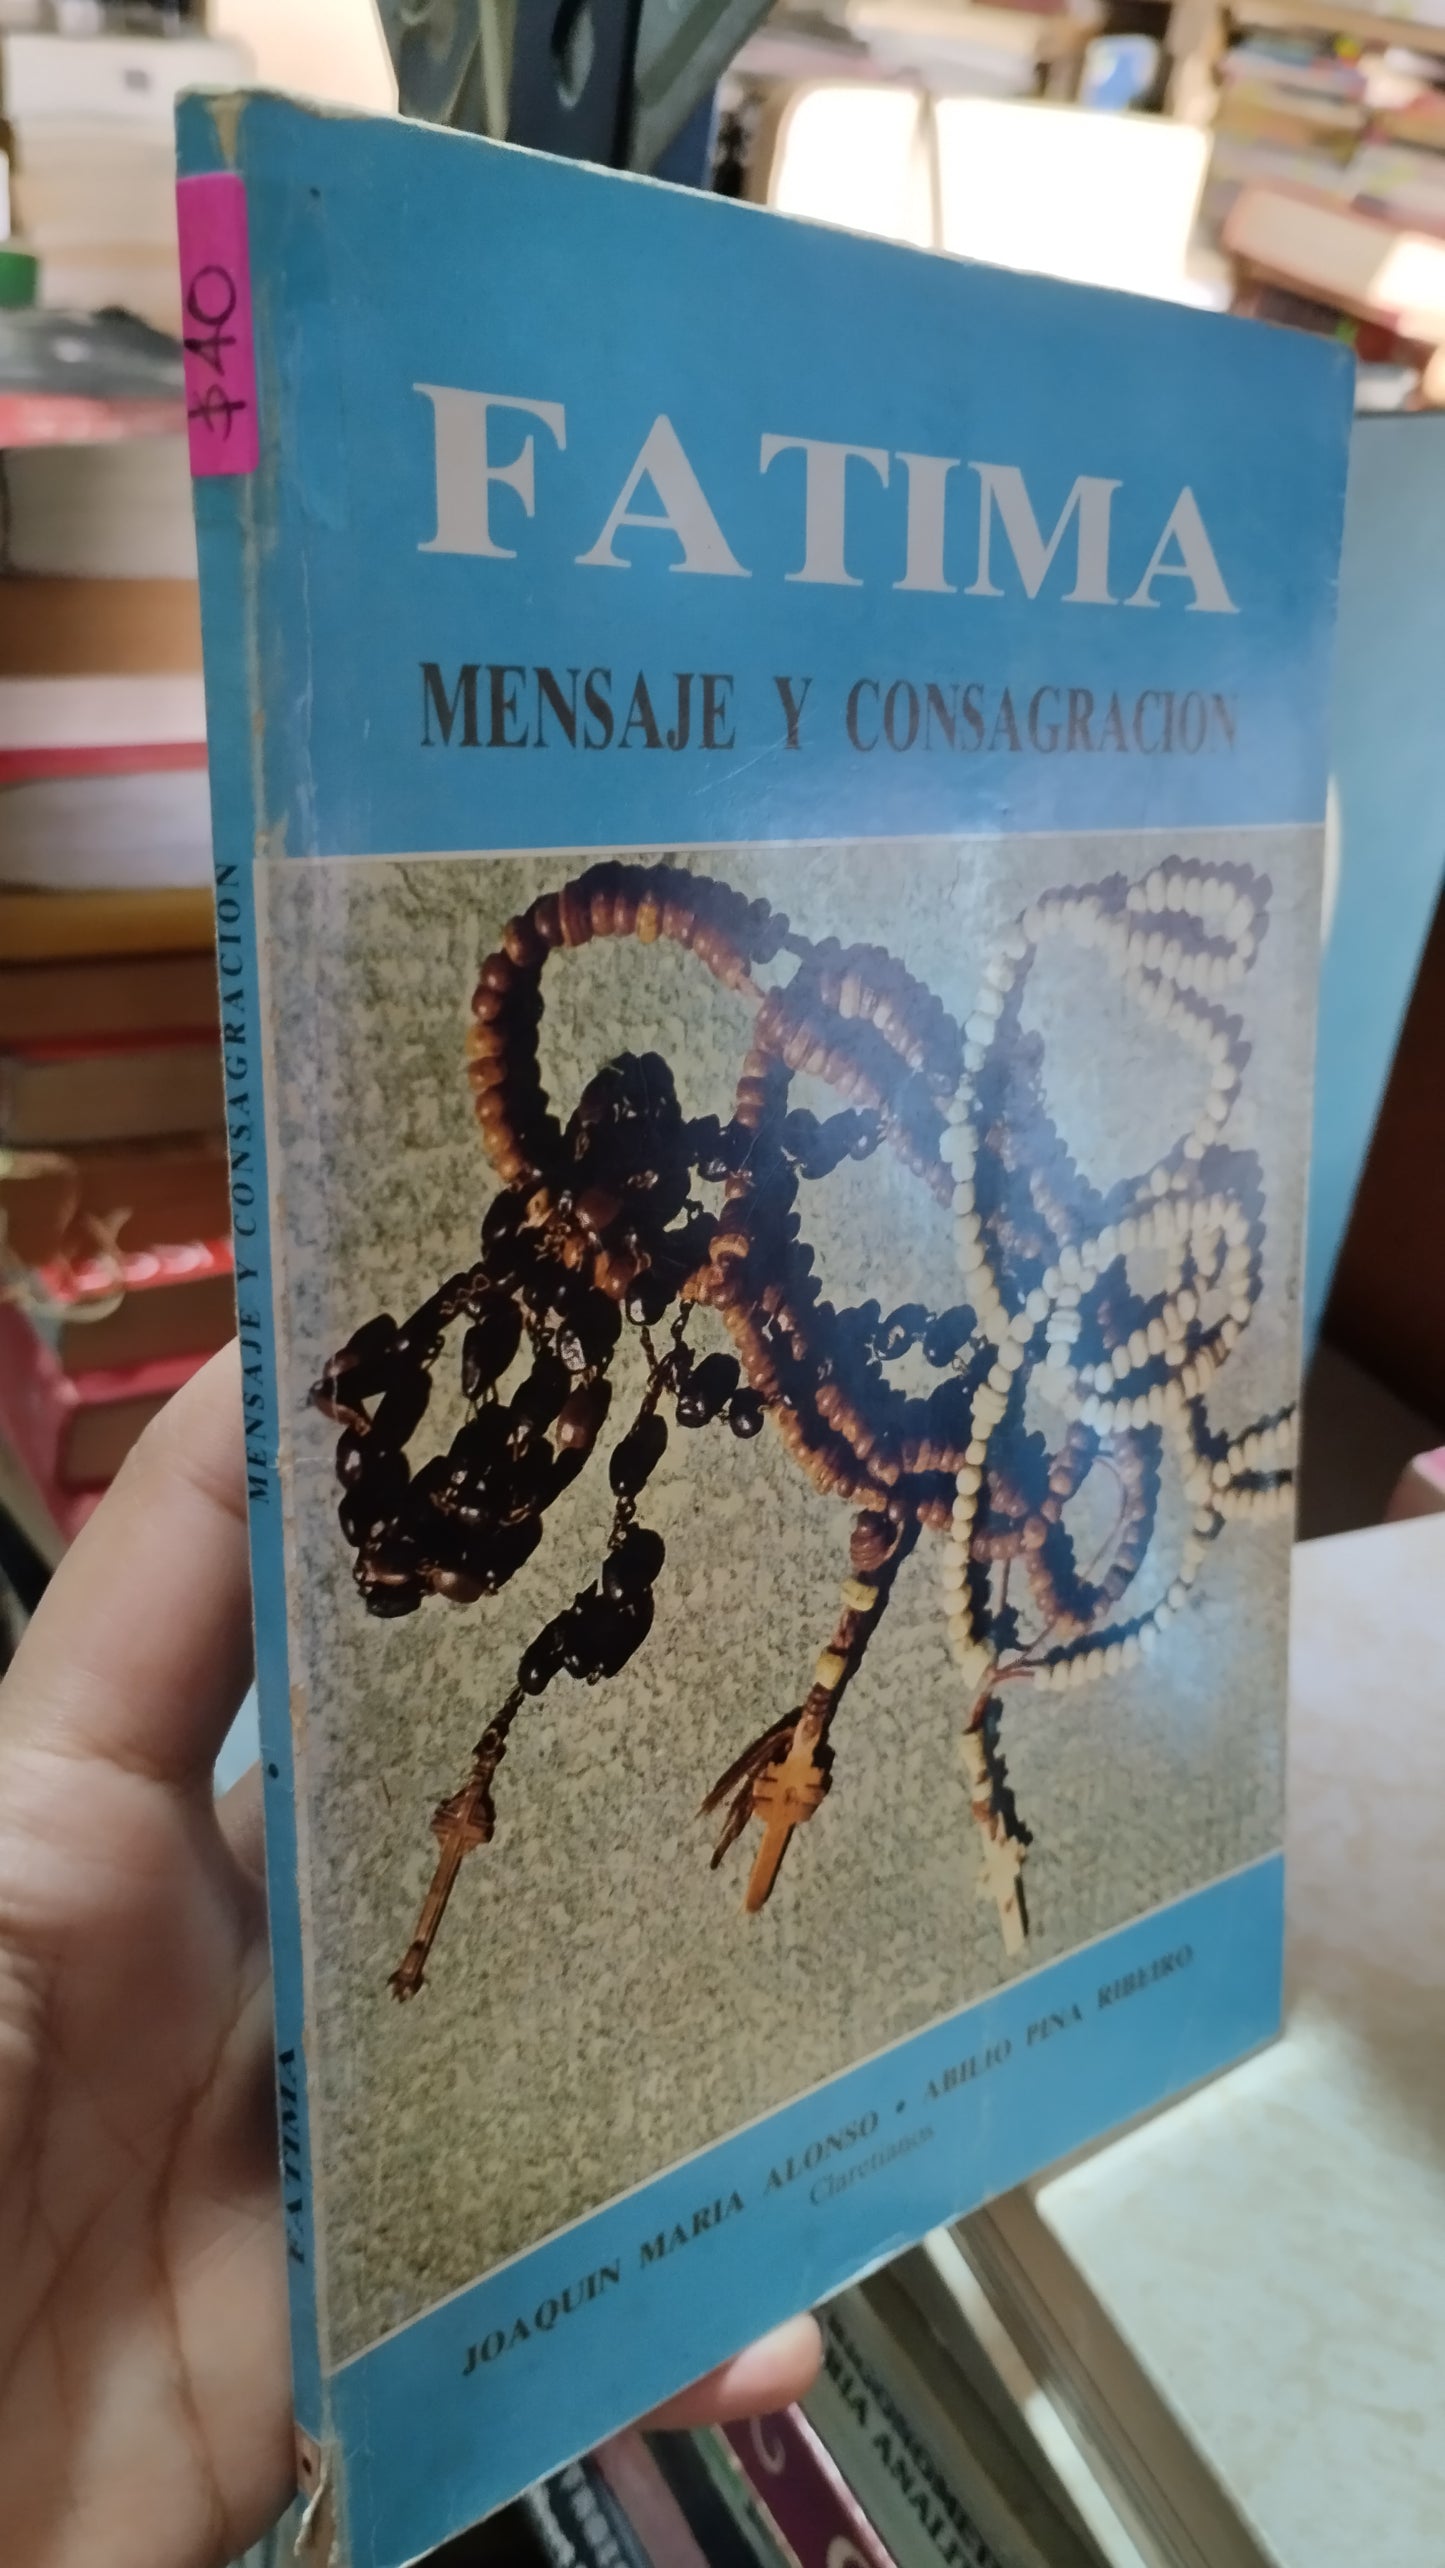 $40
FATIMA
MENSAJE Y CONSAGRACION
JOAQUIN MARIA ALONSO • ABILIO PINA RIBEIRO
Claretianos
FATIMA • MENSAJE Y CONSAGRACION